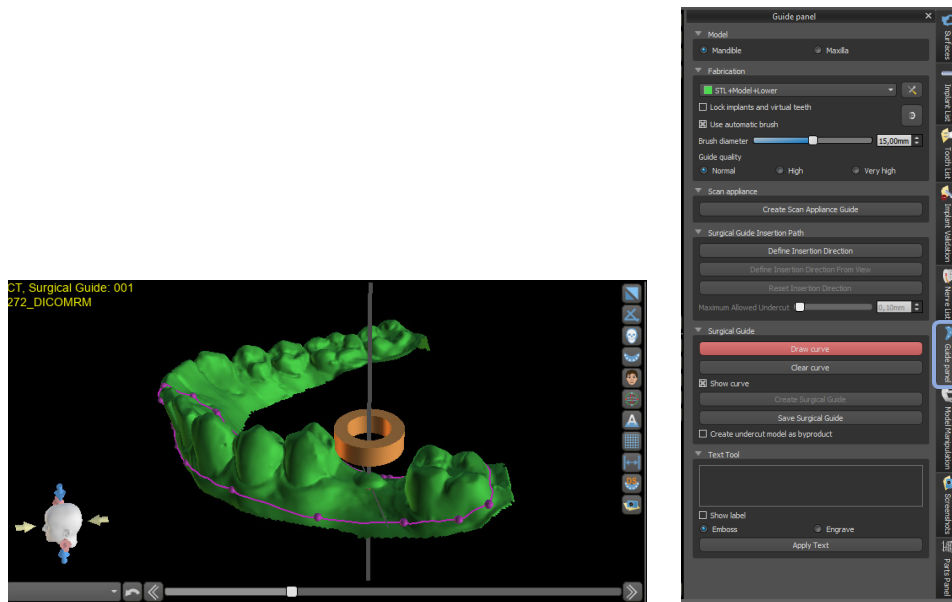 CT, Surgical Guide: 001
272_DICOMRM
A
DS
Guide panel
Model
Mandible
Maxilla
Fabrication
STL+Model+Lower
Lock implants and virtual teeth
Use automatic brush
Brush diameter
15,00mm
Guide quality
Normal
High
Very high
Scan appliance
Create Scan Appliance Guide
Surgical Guide Insertion Path
Define Insertion Direction
Define Insertion Direction From View
Reset Insertion Direction
Maximum Allowed Undercut
0,10mm
Surgical Guide
Draw curve
Clear curve
Show curve
Create Surgical Guide
Save Surgical Guide
Create undercut model as byproduct
Text Tool
Show label
Emboss
Engrave
Apply Text
Surfaces
Implant List
Tooth List
Implant Validation
Nerve List
Guide panel
Model Manipulation
Screenshots
Parts Panel